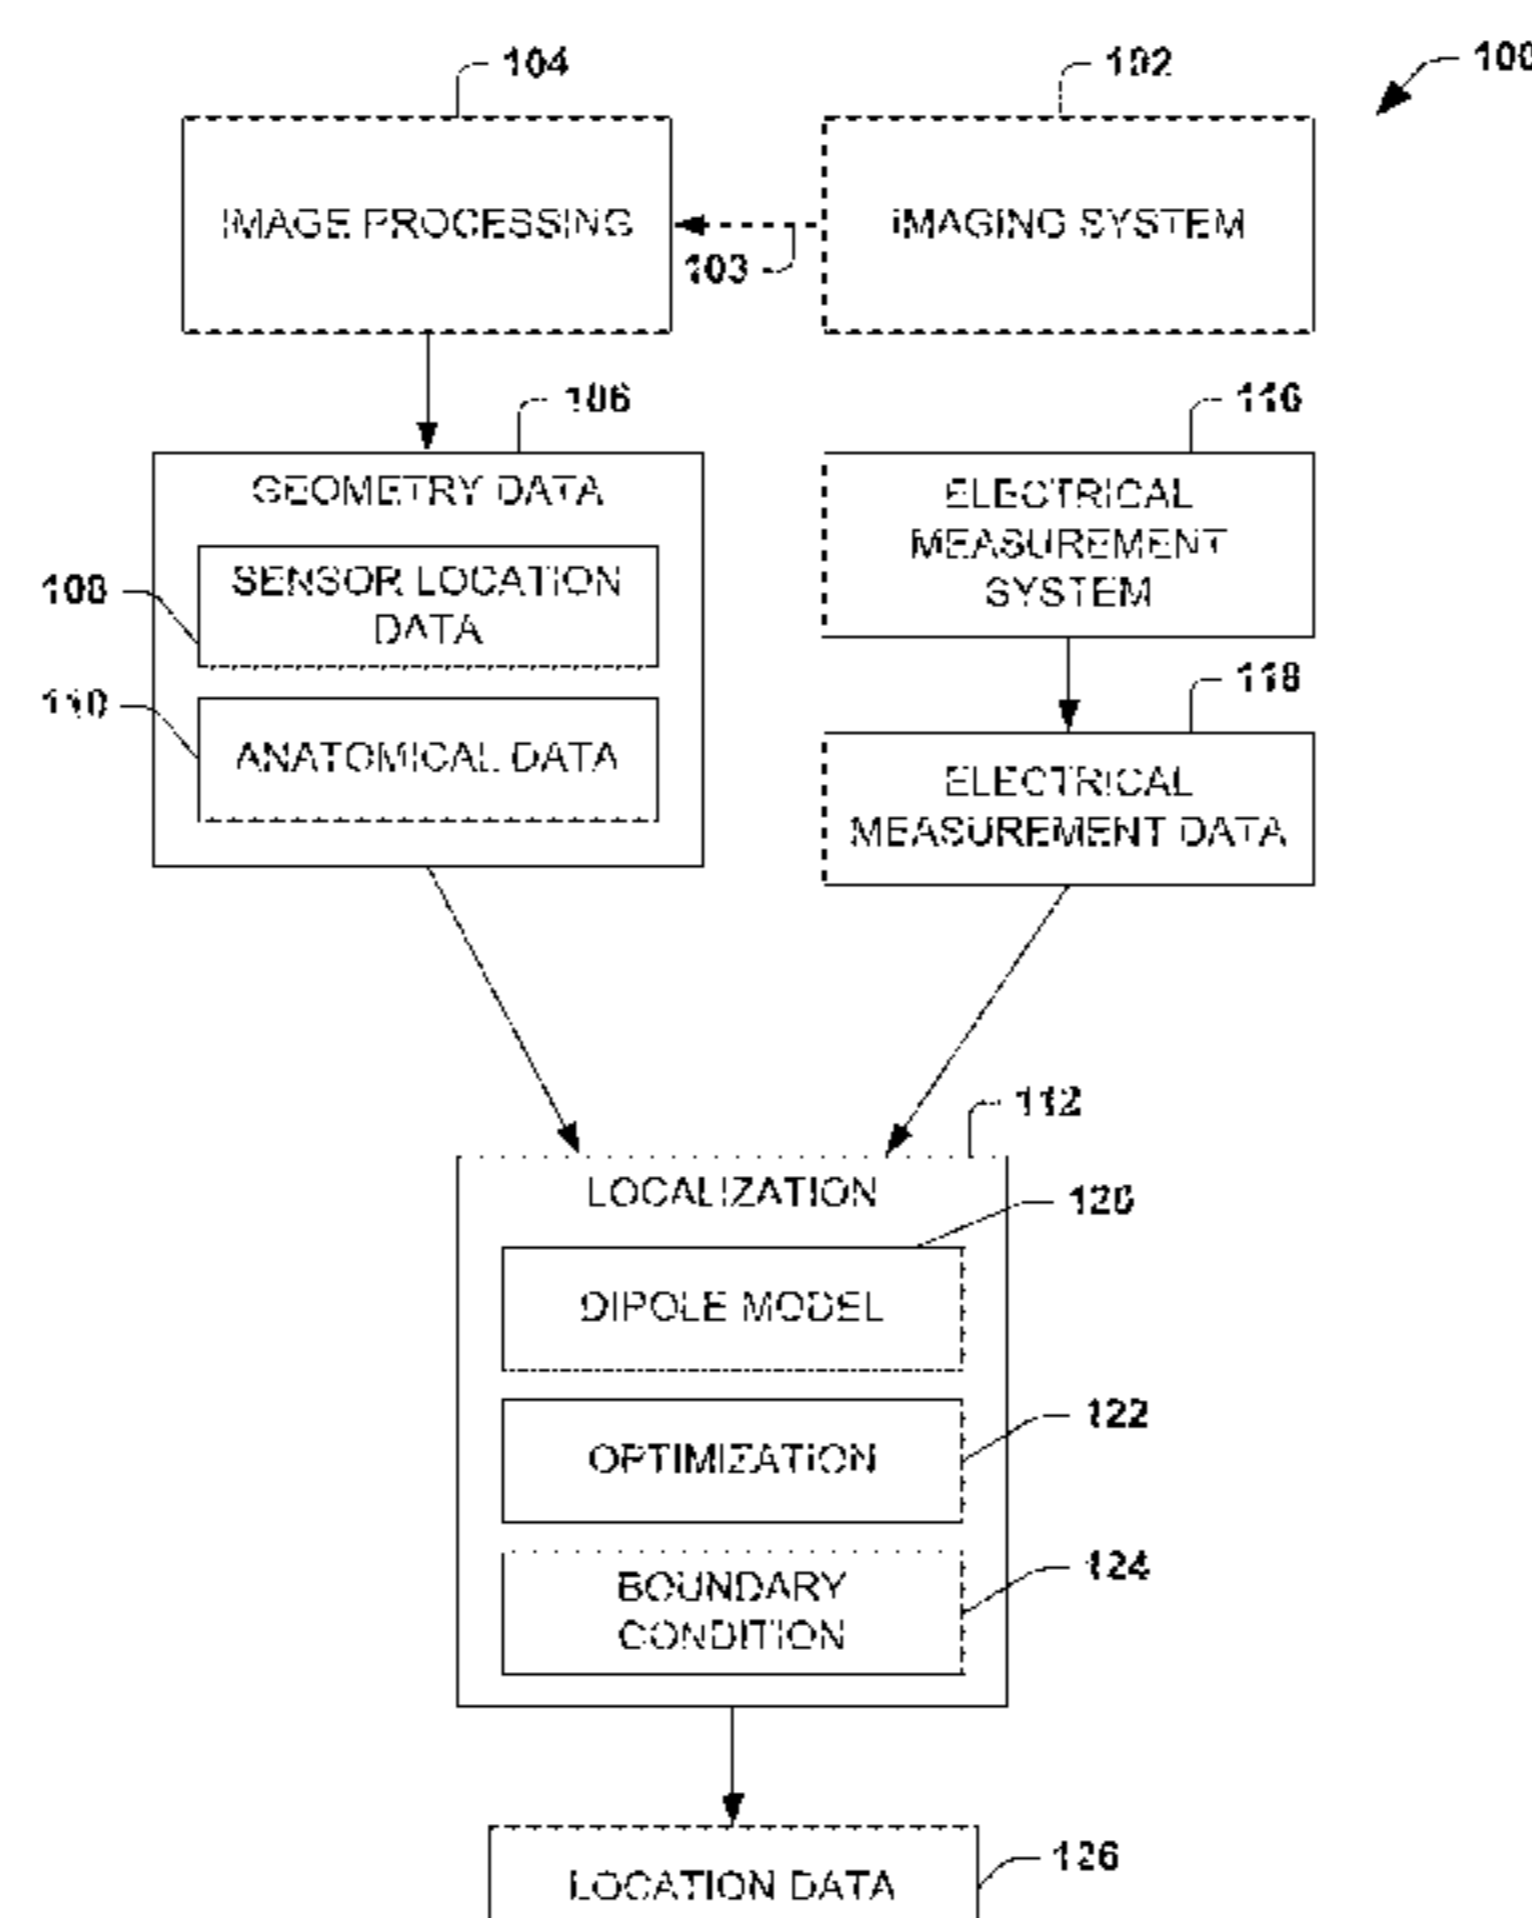 104
102
100
IMAGE PROCESSING
IMAGING SYSTEM
103
106
116
GEOMETRY DATA
ELECTRICAL
MEASUREMENT
SYSTEM
108
SENSOR LOCATION
DATA
118
110
ANATOMICAL DATA
ELECTRICAL
MEASUREMENT DATA
112
LOCALIZATION
120
DIPOLE MODEL
122
OPTIMIZATION
124
BOUNDARY
CONDITION
126
LOCATION DATA